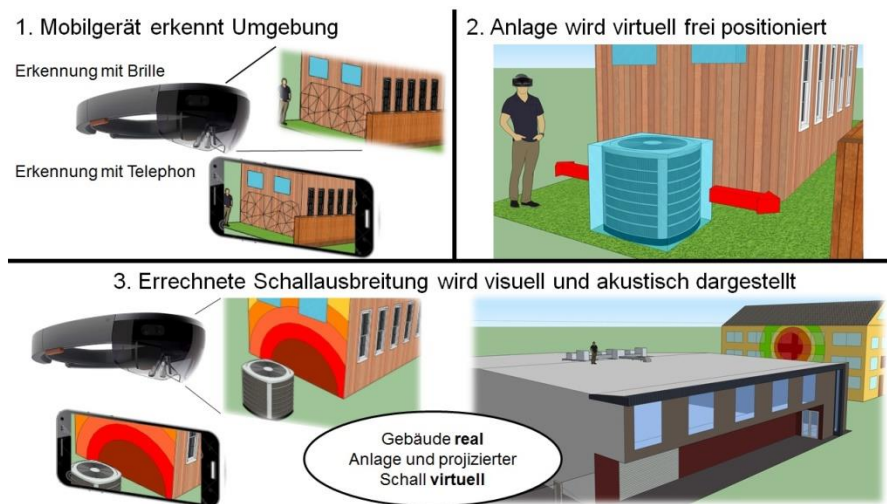 1. Mobilgerät erkennt Umgebung
Erkennung mit Brille
Erkennung mit Telephon
2. Anlage wird virtuell frei positioniert
3. Errechnete Schallausbreitung wird visuell und akustisch dargestellt
Gebäude real
Anlage und projizierter
Schall virtuell